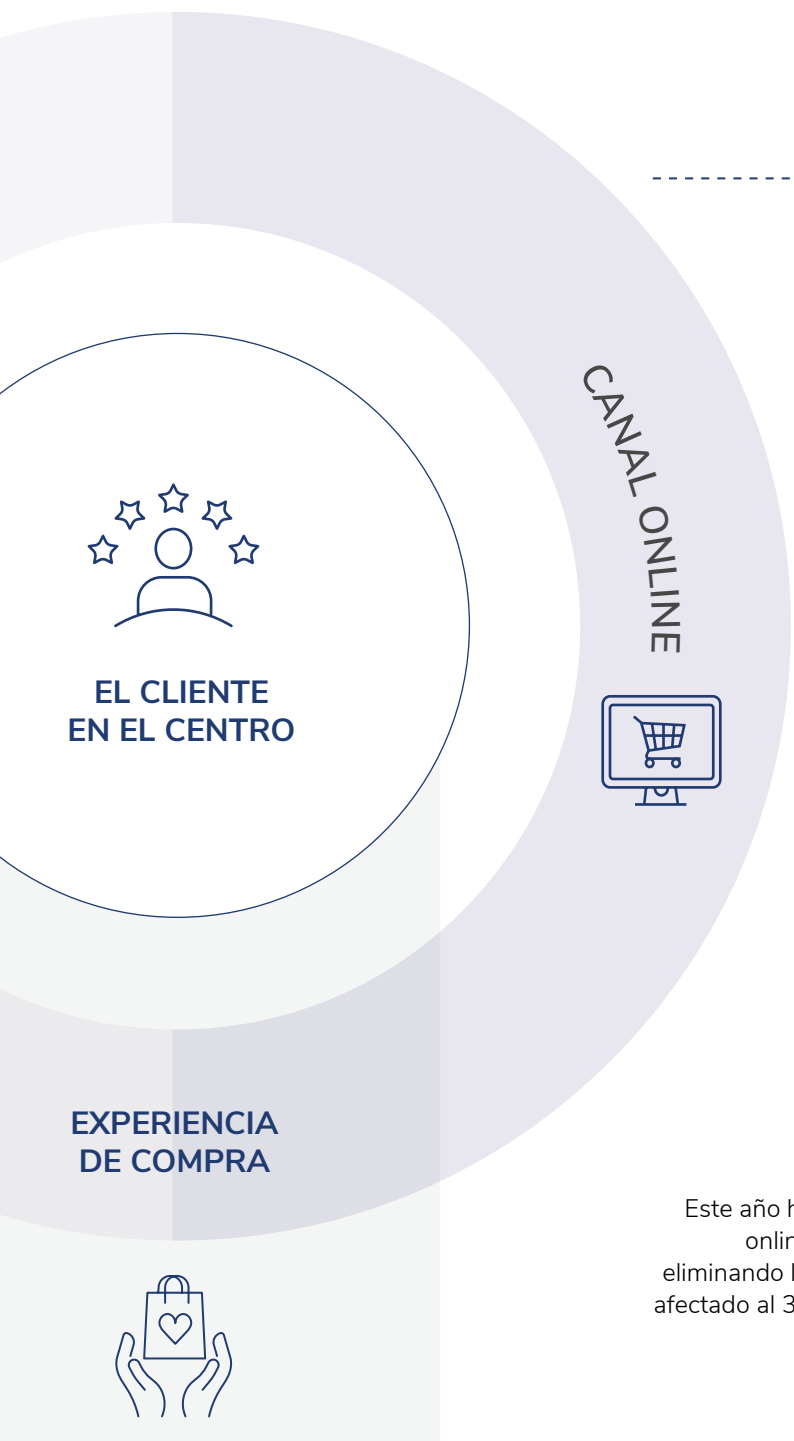 CANAL ONLINE
EL CLIENTE
EN EL CENTRO
EXPERIENCIA
DE COMPRA
Este año
eliminando
afectado al